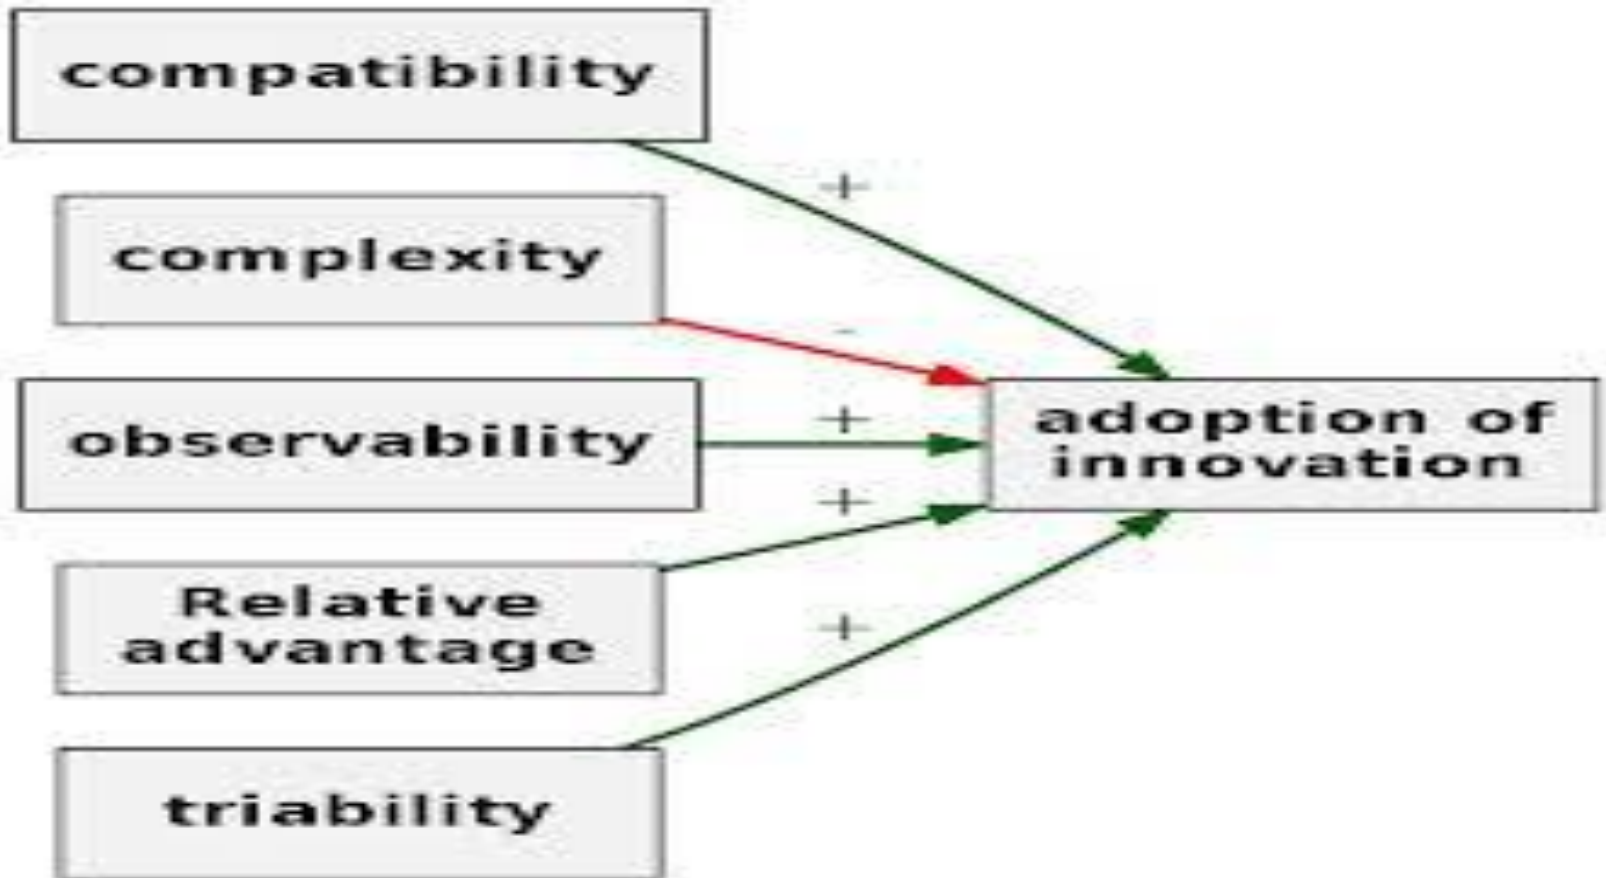 compatibility
+
complexity
-
observability
+
adoption of
innovation
+
Relative
advantage
+
triability